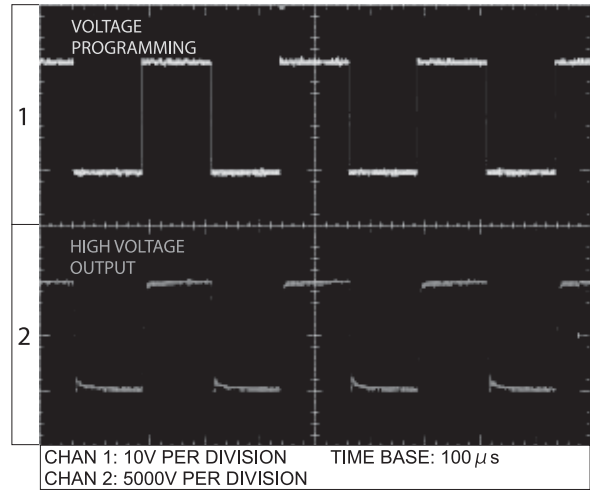 VOLTAGE
PROGRAMMING
1
HIGH VOLTAGE
OUTPUT
2
CHAN 1: 10V PER DIVISION TIME BASE: 100 μs
CHAN 2: 5000V PER DIVISION